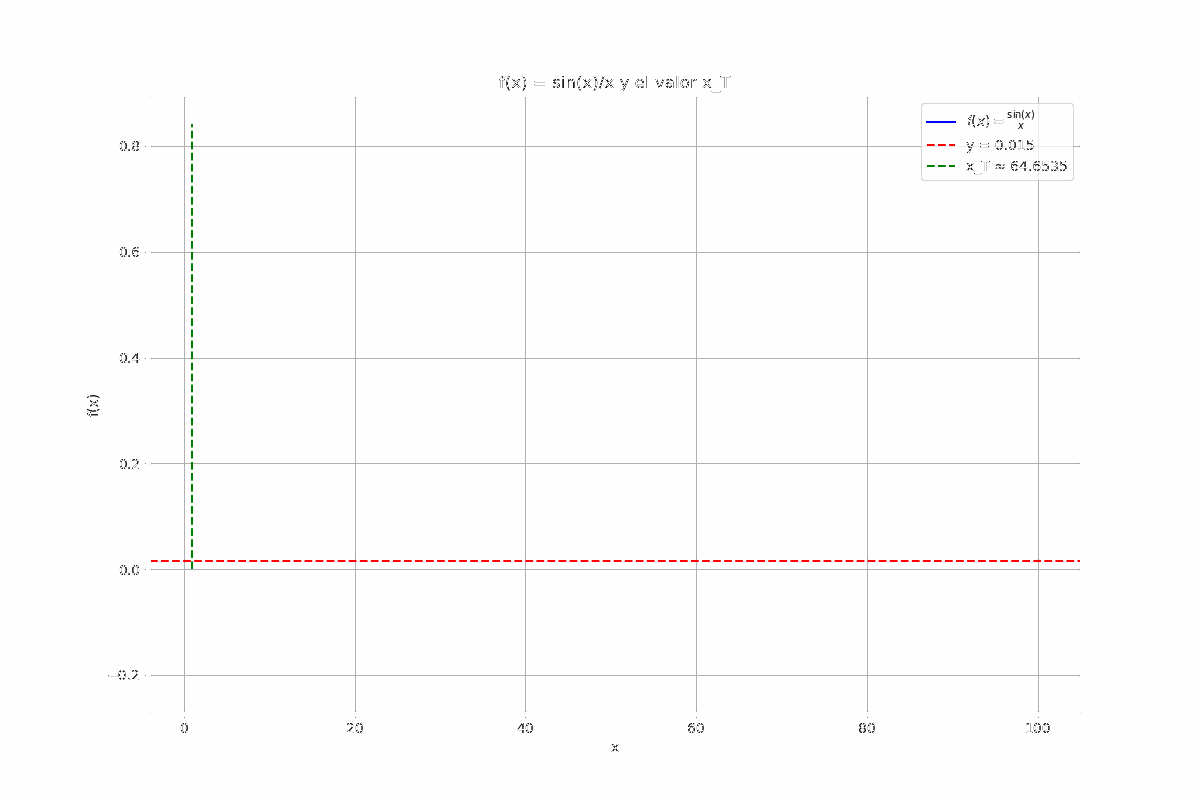 f(x) = sin(x)/x y el valor x_T
f(x) = sin(x)/x
y = 0.015
x_T ≈ 64.6535
0.8
0.6
0.4
0.2
0.0
−0.2
f(x)
0 20 40 60 80 100
x